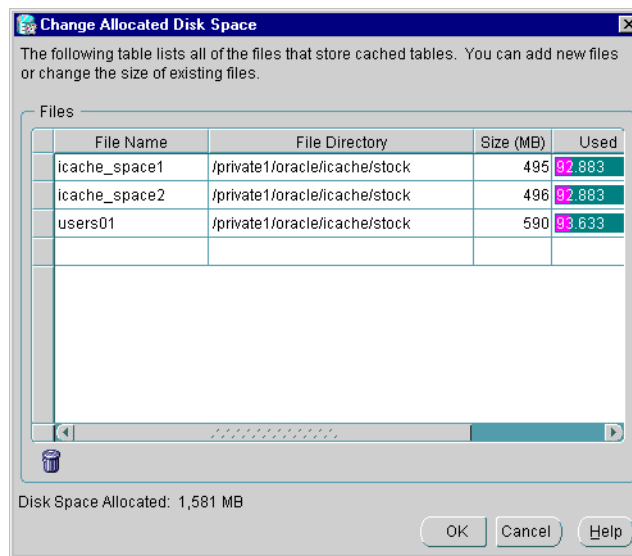 Change Allocated Disk Space
The following table lists all of the files that store cached tables. You can add new files
or change the size of existing files.
Files
File Name File Directory Size (MB) Used
icache_space1 /private1/oracle/icache/stock 495 92.883
icache_space2 /private1/oracle/icache/stock 496 92.883
users01 /private1/oracle/icache/stock 590 93.633
Disk Space Allocated: 1,581 MB
OK Cancel Help